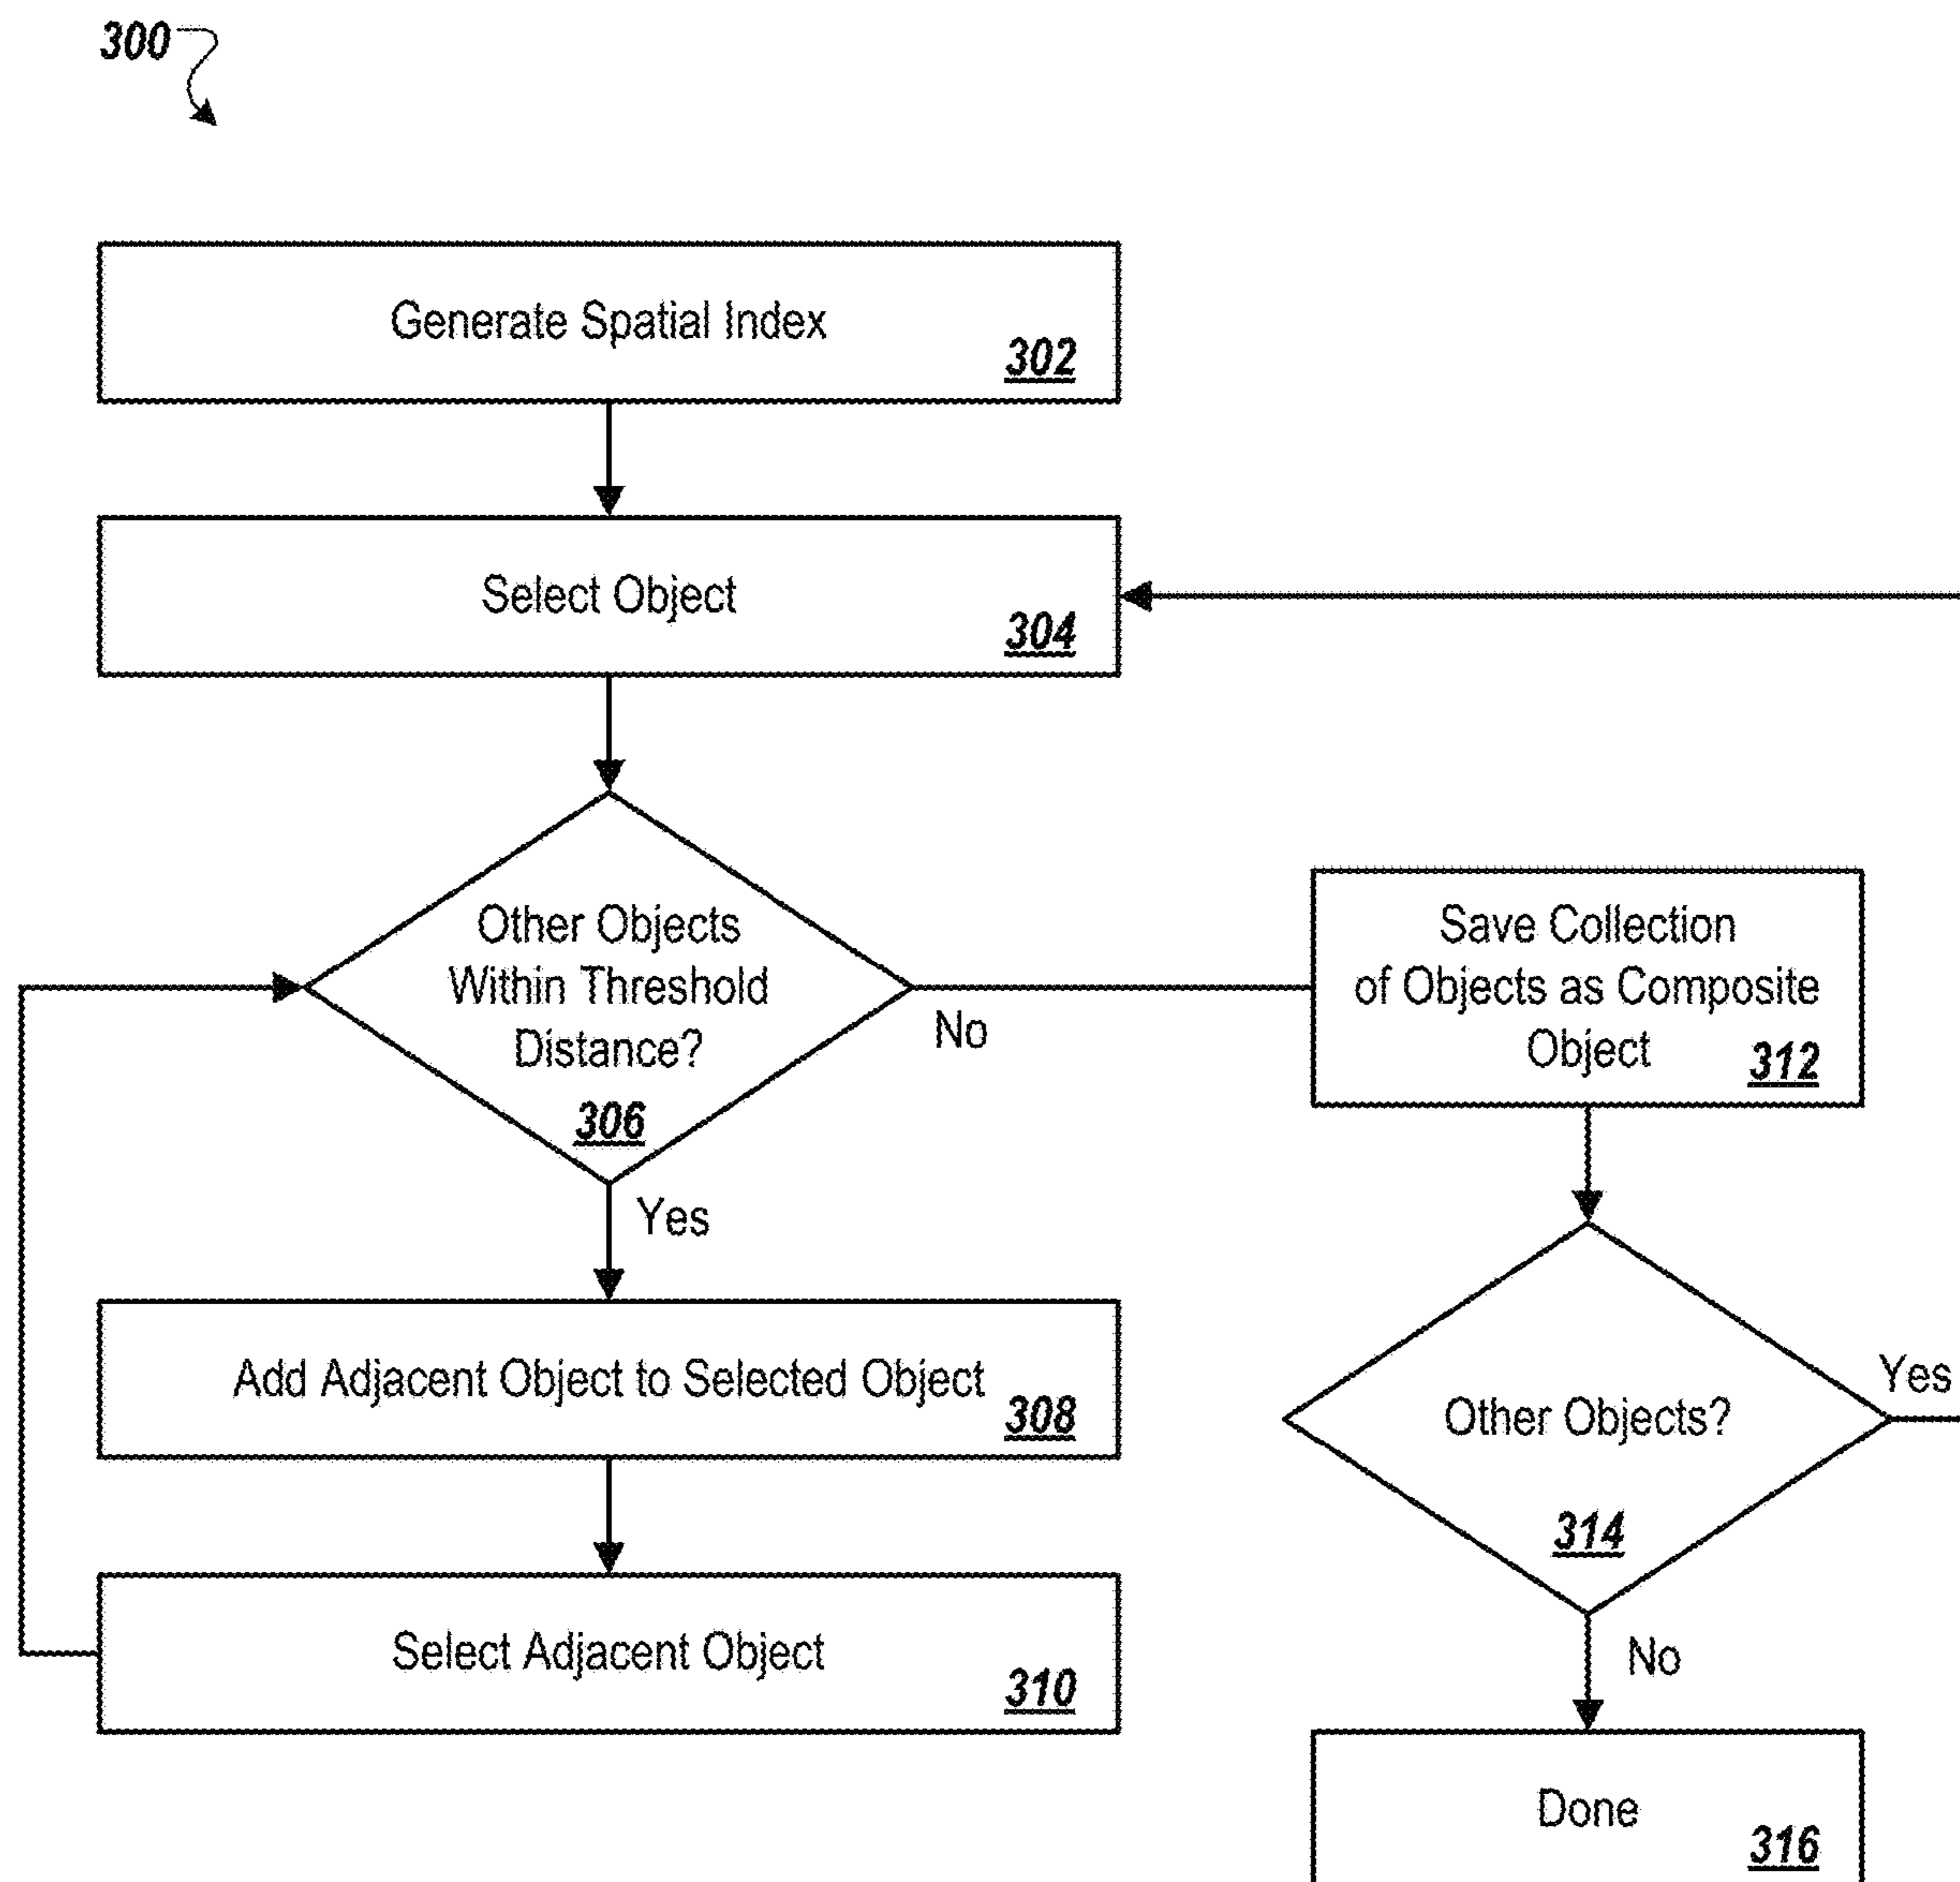 300
Generate Spatial Index
302
Select Object
304
Other Objects
Within Threshold
Distance?
306
No
Yes
Add Adjacent Object to Selected Object
308
Select Adjacent Object
310
Save Collection
of Objects as Composite
Object
312
Other Objects?
314
Yes
No
Done
316